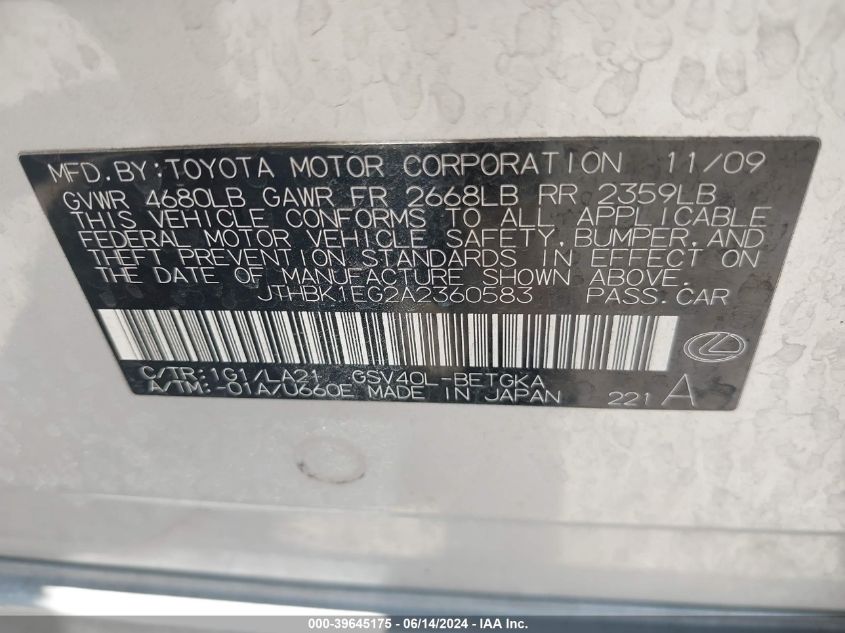 MFD. BY: TOYOTA MOTOR CORPORATION 11/09
GVWR 4680LB GAWR FR 2668LB RR 2359LB
THIS VEHICLE CONFORMS TO ALL APPLICABLE
FEDERAL MOTOR VEHICLE SAFETY, BUMPER, AND
THEFT PREVENTION STANDARDS IN EFFECT ON
THE DATE OF MANUFACTURE SHOWN ABOVE.
JTHBK1EG2A2360583 PASS. CAR
C/TR: 1G1/LA21 GSV40L-BETGKA
A/TM: -01A/U660E MADE IN JAPAN 221 A
000-39645175 - 06/14/2024 - IAA Inc.